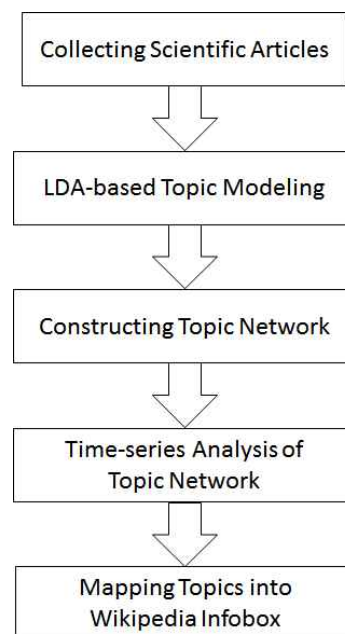 Collecting Scientific Articles
LDA-based Topic Modeling
Constructing Topic Network
Time-series Analysis of
Topic Network
Mapping Topics into
Wikipedia Infobox